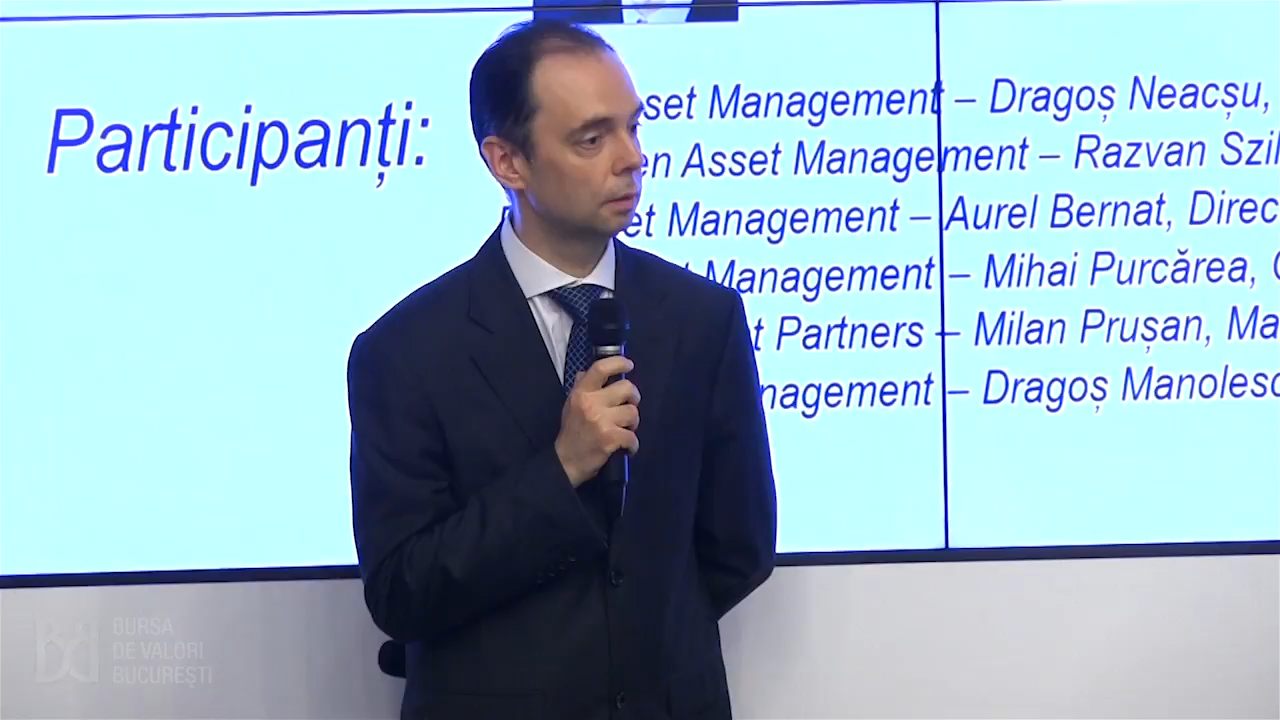 Participanți:
set Management – Dragoș Neacșu,
en Asset Management – Razvan Szil
et Management – Aurel Bernat, Direc
Management – Mihai Purcărea,
t Partners – Milan Prușan, Ma
nagement – Dragoș Manolesc
BURSA
DE VALORI
BUCUREȘTI